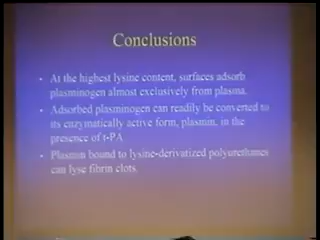 Conclusions
• At the highest lysine content, surfaces adsorb
plasminogen almost exclusively from plasma.
• Adsorbed plasminogen can readily be converted to
its enzymatically active form, plasmin, in the
presence of t-PA
• Plasmin bound to lysine-derivatized polyurethanes
can lyse fibrin clots.